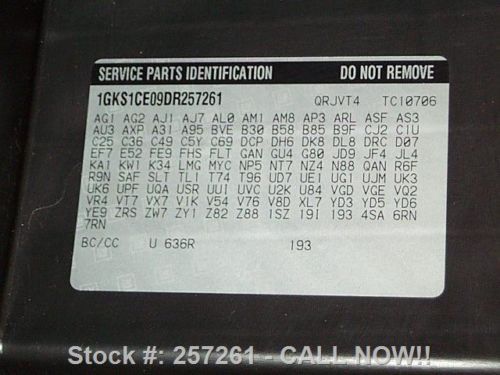 SERVICE PARTS IDENTIFICATION DO NOT REMOVE
1GKS1CE09DR257261 QRJVT4 TC10706
AG1 AG2 AJ1 AJ7 AL0 AM1 AM8 AP3 ARL ASF AS3
AU3 AXP A31 A95 BVE B30 B58 B85 B9F CJ2 C1U
C25 C36 C49 C5Y C69 DCP DH6 DK8 DL8 DRC D07
EF7 E52 FE9 FHS FLT GAN GU4 G80 JD9 JF4 JL4
KA1 KW1 K34 LMG MYC NP5 NT7 NZ4 N88 QAN R6F
R9N SAF SLT TL1 T74 T96 UD7 UE1 UG1 UJM UK3
UK6 UPF UQA USR UU1 UVC U2K U84 VGD VGE VQ2
VR4 VT7 VX7 V1K V54 V76 V8D XL7 YD3 YD5 YD6
YE9 ZRS ZW7 ZY1 Z82 Z88 1SZ 19I 193 4SA 6RN
7RN
BC/CC U 636R 193
Stock #: 257261 - CALL NOW!!